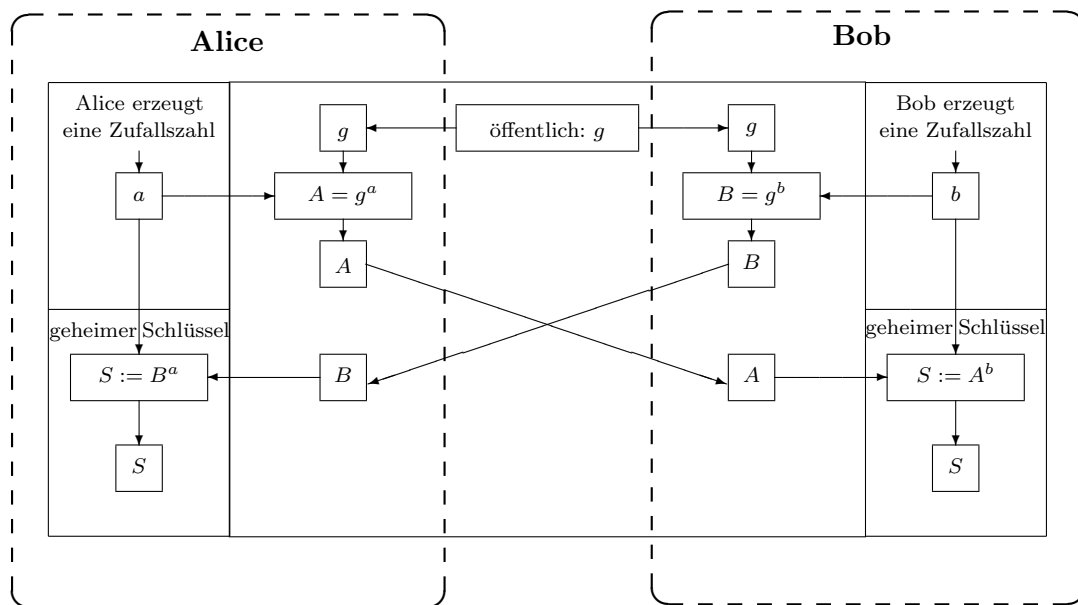 Alice
Bob
Alice erzeugt
eine Zufallszahl
g
öffentlich: g
g
Bob erzeugt
eine Zufallszahl
a
A = g^a
B = g^b
b
A
B
geheimer Schlüssel
geheimer Schlüssel
S := B^a
B
A
S := A^b
S
S